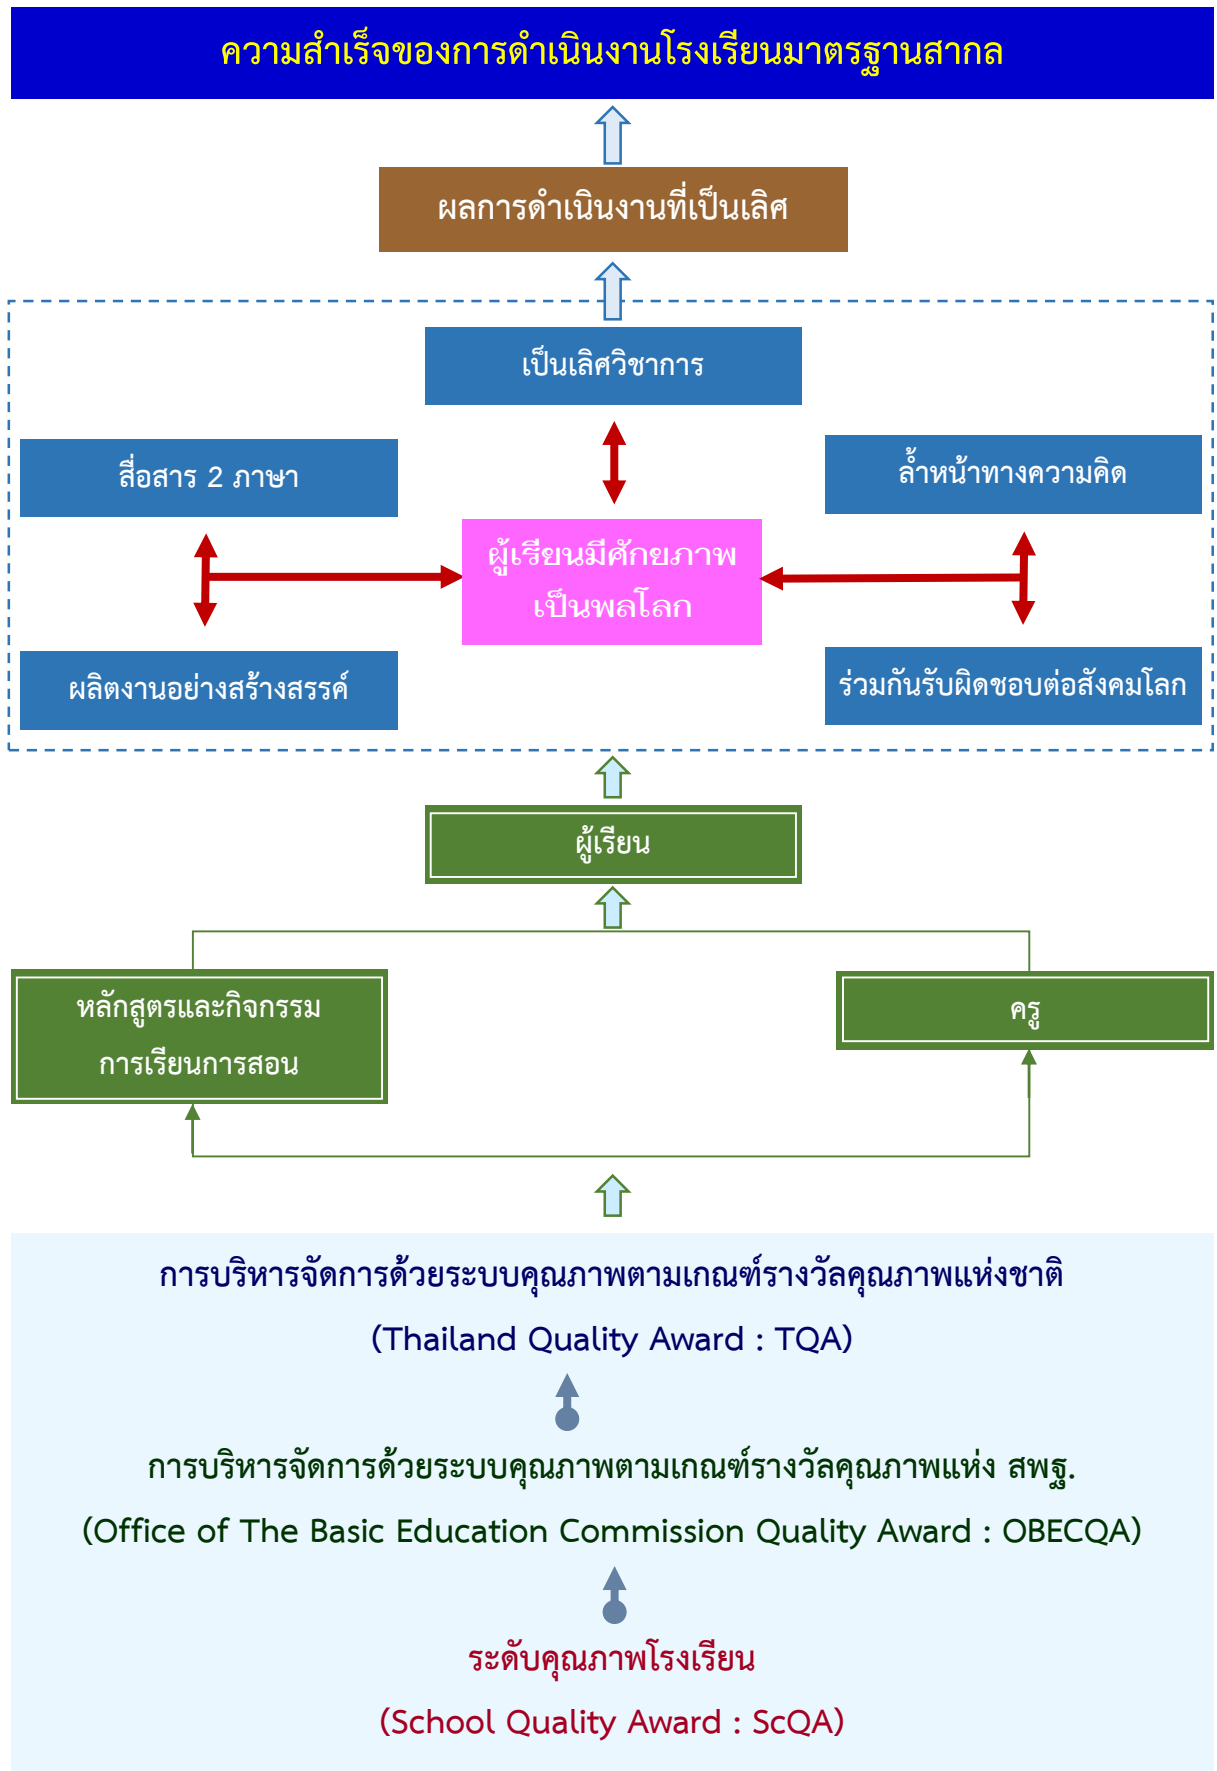 ความสำเร็จของการดำเนินงานโรงเรียนมาตรฐานสากล
ผลการดำเนินงานที่เป็นเลิศ
เป็นเลิศวิชาการ
สื่อสาร 2 ภาษา
ล้ำหน้าทางความคิด
ผู้เรียนมีศักยภาพ
เป็นพลโลก
ผลิตงานอย่างสร้างสรรค์
ร่วมกันรับผิดชอบต่อสังคมโลก
ผู้เรียน
หลักสูตรและกิจกรรม
การเรียนการสอน
ครู
การบริหารจัดการด้วยระบบคุณภาพตามเกณฑ์รางวัลคุณภาพแห่งชาติ
(Thailand Quality Award : TQA)
การบริหารจัดการด้วยระบบคุณภาพตามเกณฑ์รางวัลคุณภาพแห่ง สพฐ.
(Office of The Basic Education Commission Quality Award : OBECQA)
ระดับคุณภาพโรงเรียน
(School Quality Award : ScQA)